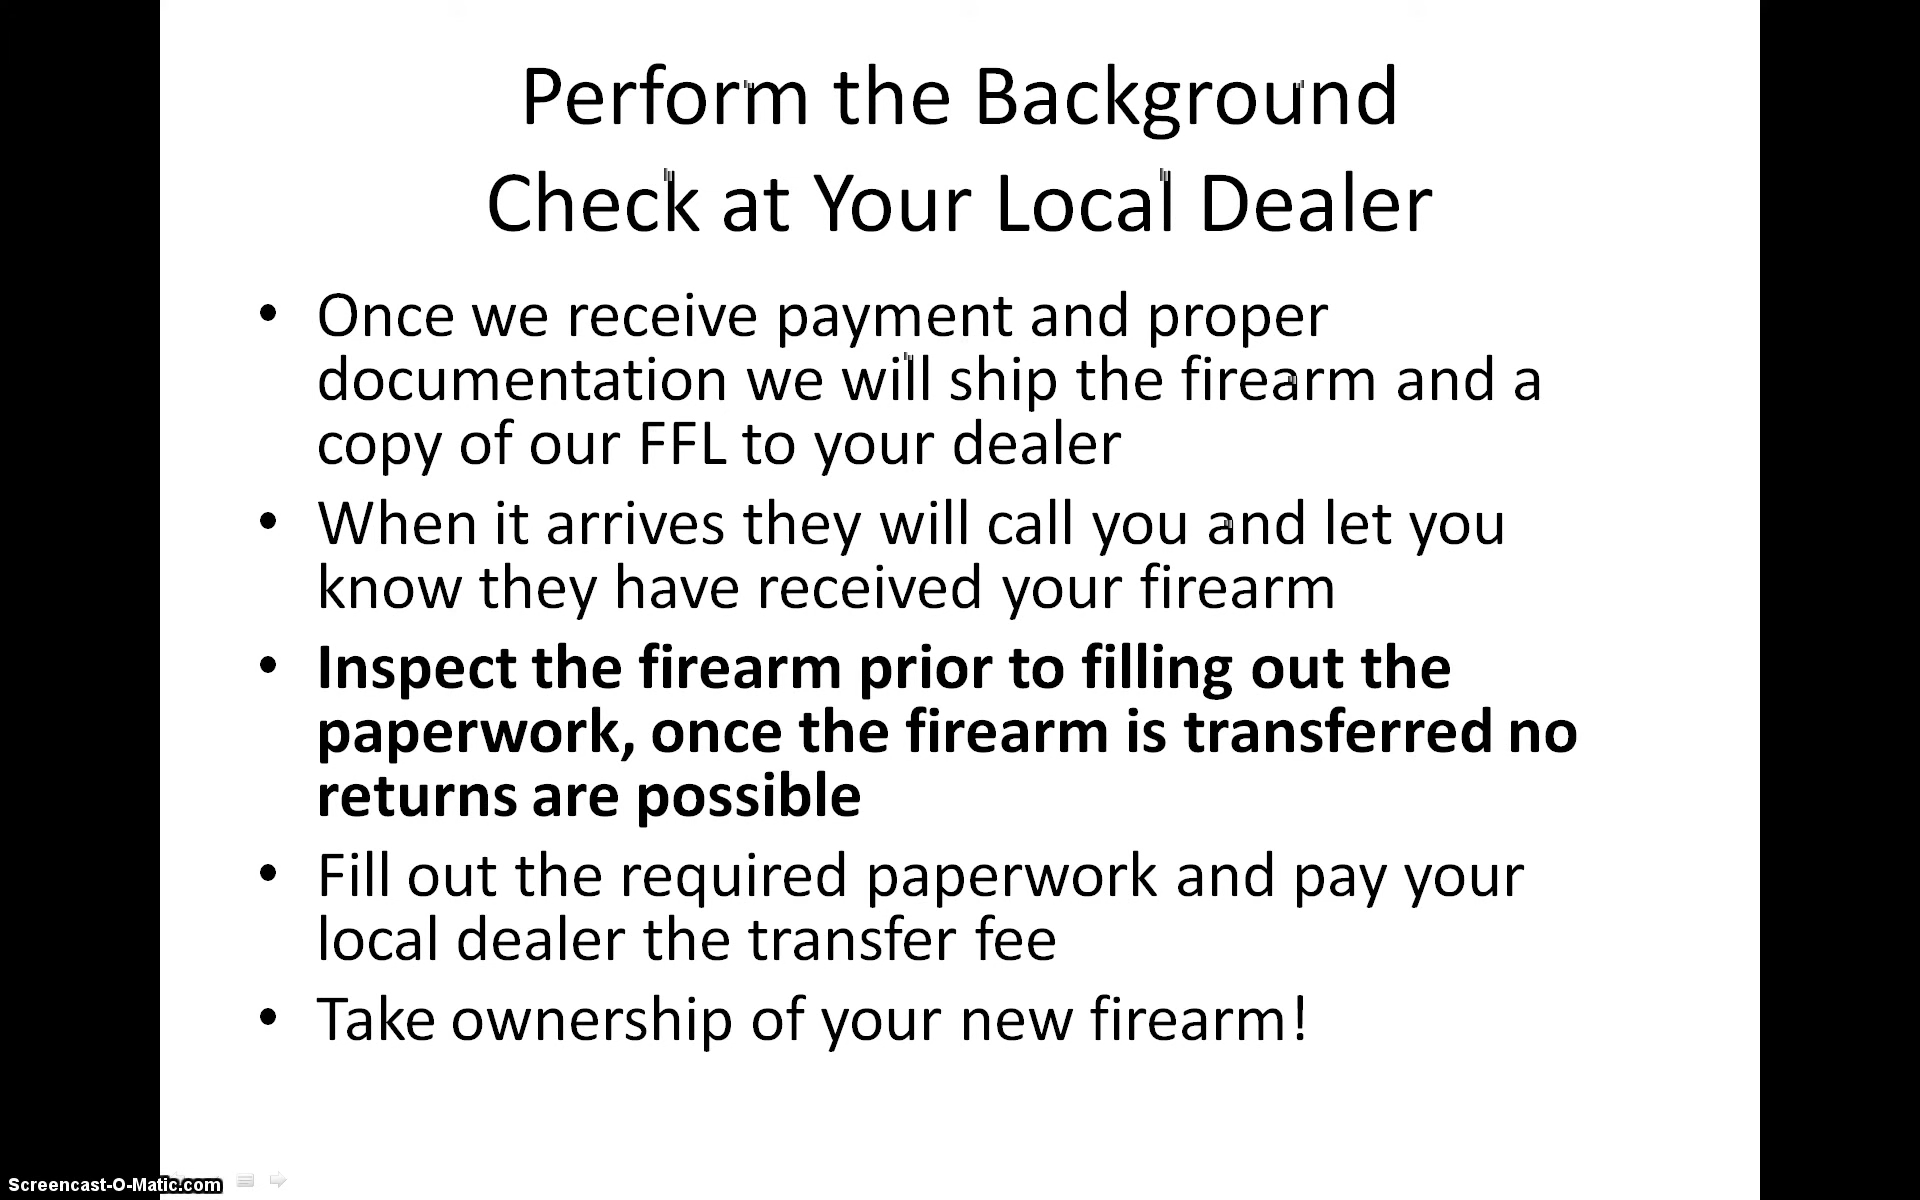 Perform the Background
Check at Your Local Dealer
• Once we receive payment and proper
documentation we will ship the firearm and a
copy of our FFL to your dealer
• When it arrives they will call you and let you
know they have received your firearm
• Inspect the firearm prior to filling out the
paperwork, once the firearm is transferred no
returns are possible
• Fill out the required paperwork and pay your
local dealer the transfer fee
• Take ownership of your new firearm!
Screencast-O-Matic.com